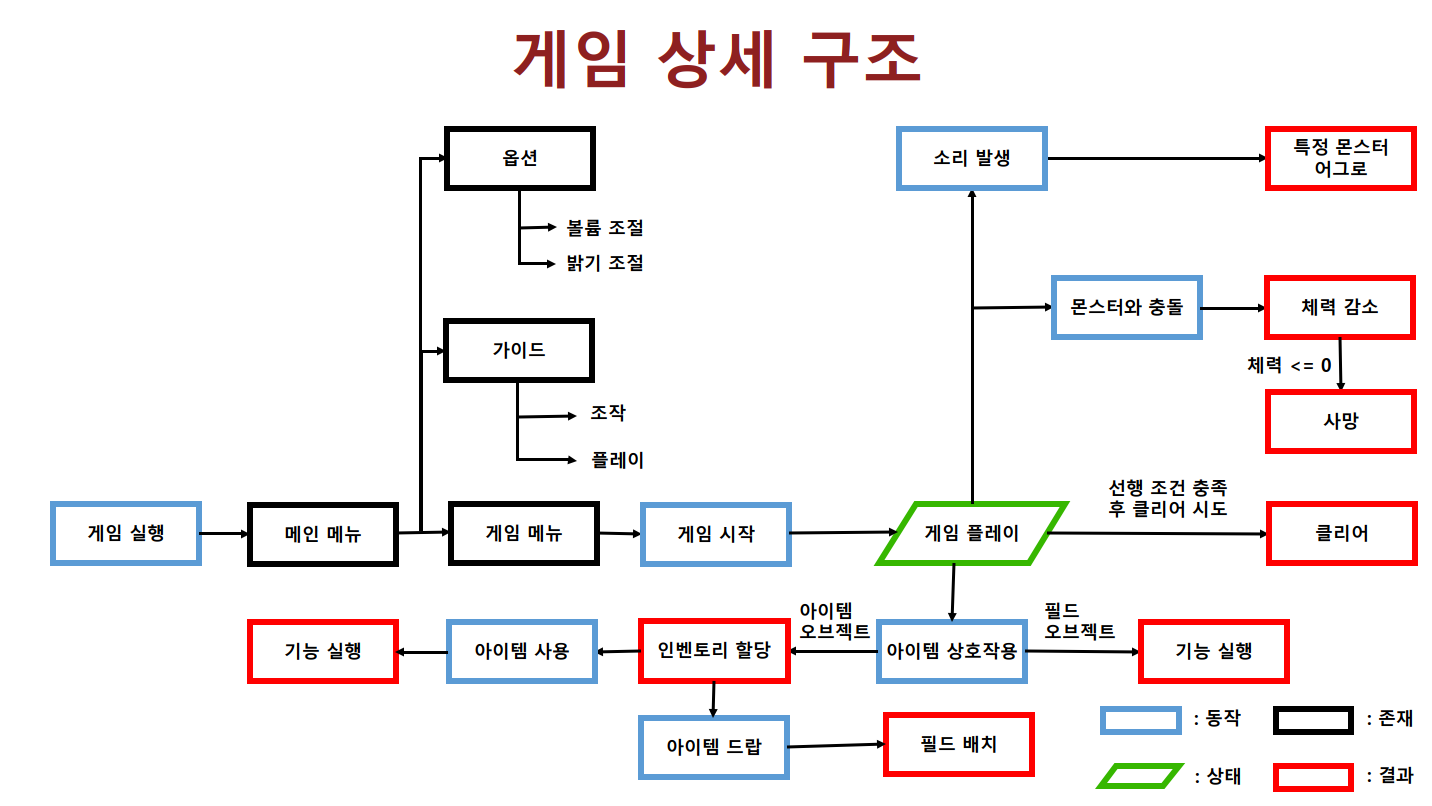 게임 상세 구조
옵션
볼륨 조절
밝기 조절
가이드
조작
플레이
소리 발생
특정 몬스터
어그로
몬스터와 충돌
체력 감소
체력 <= 0
사망
게임 실행
메인 메뉴
게임 메뉴
게임 시작
게임 플레이
선행 조건 충족
후 클리어 시도
클리어
기능 실행
아이템 사용
인벤토리 할당
아이템
오브젝트
아이템 상호작용
필드
오브젝트
기능 실행
아이템 드랍
필드 배치
: 동작
: 존재
: 상태
: 결과